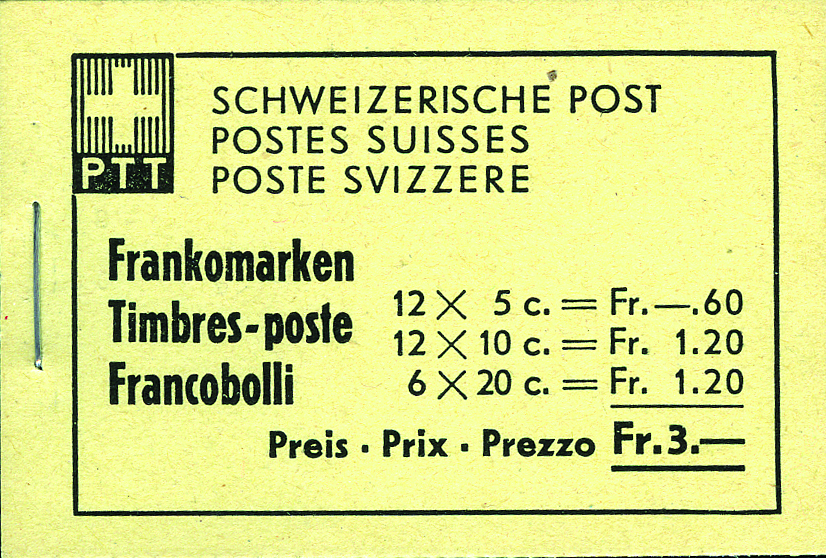 PTT
SCHWEIZERISCHE POST
POSTES SUISSES
POSTE SVIZZERE
Frankomarken
Timbres-poste
Francobolli
12 X 5 c. = Fr.—.60
12 X 10 c. = Fr. 1.20
6 X 20 c. = Fr. 1.20
Preis · Prix · Prezzo Fr.3.—